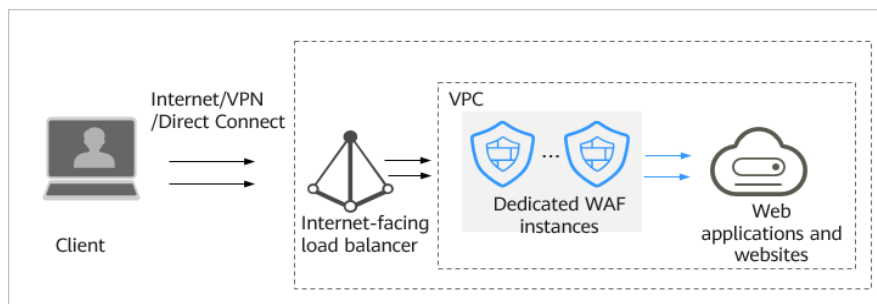 Internet/VPN
/Direct Connect
Client
Internet-facing
load balancer
VPC
...
Dedicated WAF
instances
Web
applications and
websites